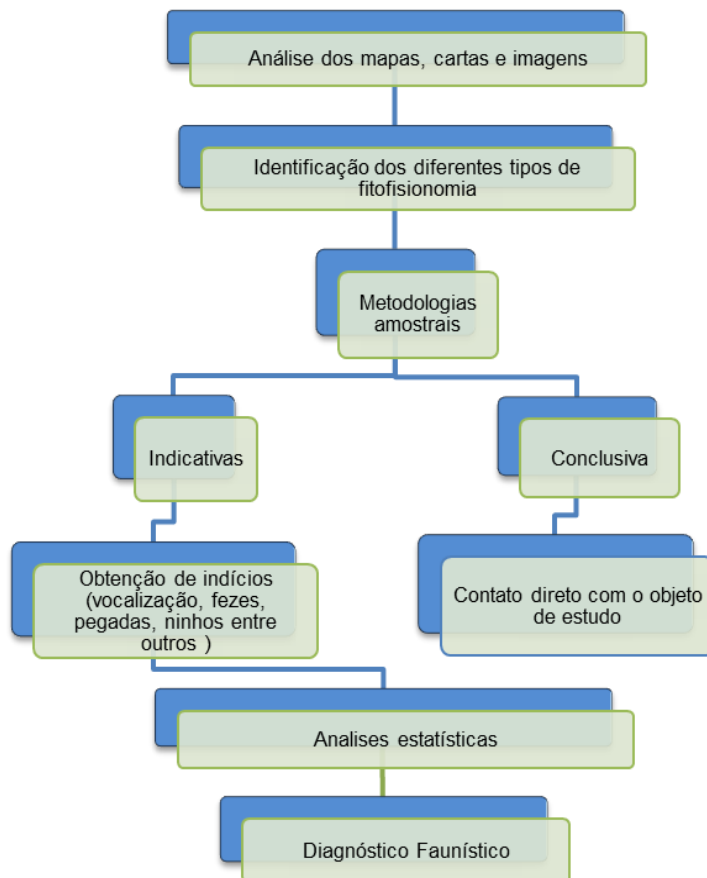 Análise dos mapas, cartas e imagens
Identificação dos diferentes tipos de
fitofisionomia
Metodologias
amostrais
Indicativas
Conclusiva
Obtenção de indícios
(vocalização, fezes,
pegadas, ninhos entre
outros )
Contato direto com o objeto
de estudo
Analises estatísticas
Diagnóstico Faunístico